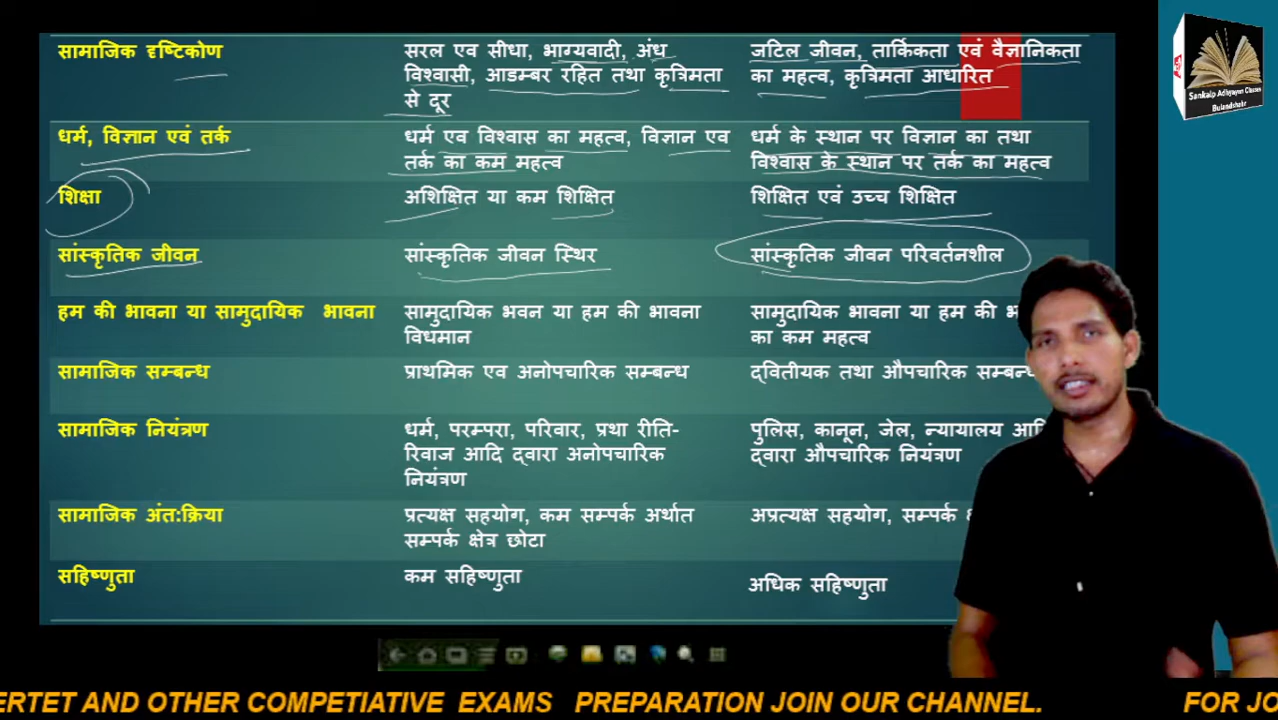 सामाजिक दृष्टिकोण
सरल एव सीधा, भाग्यवादी, अंध
विश्वासी, आडम्बर रहित तथा कृत्रिमता
से दूर
जटिल जीवन, तार्किकता एवं वैज्ञानिकता
का महत्व, कृत्रिमता आधारित
धर्म, विज्ञान एवं तर्क
धर्म एव विश्वास का महत्व, विज्ञान एव
तर्क का कम महत्व
धर्म के स्थान पर विज्ञान का तथा
विश्वास के स्थान पर तर्क का महत्व
शिक्षा
अशिक्षित या कम शिक्षित
शिक्षित एवं उच्च शिक्षित
सांस्कृतिक जीवन
सांस्कृतिक जीवन स्थिर
सांस्कृतिक जीवन परिवर्तनशील
हम की भावना या सामुदायिक भावना
सामुदायिक भवन या हम की भावना
विधमान
सामुदायिक भावना या हम की
का कम महत्व
सामाजिक सम्बन्ध
प्राथमिक एव अनोपचारिक सम्बन्ध
द्वितीयक तथा औपचारिक सम्बन्ध
सामाजिक नियंत्रण
धर्म, परम्परा, परिवार, प्रथा रीति-
रिवाज आदि द्वारा अनोपचारिक
नियंत्रण
पुलिस, कानून, जेल, न्यायालय
द्वारा औपचारिक नियंत्रण
सामाजिक अंत:क्रिया
प्रत्यक्ष सहयोग, कम सम्पर्क अर्थात
सम्पर्क क्षेत्र छोटा
अप्रत्यक्ष सहयोग, सम्पर्क
सहिष्णुता
कम सहिष्णुता
अधिक सहिष्णुता
Sankalp Adhyayan Classes
Bulandshahr
ERTET AND OTHER COMPETIATIVE EXAMS PREPARATION JOIN OUR CHANNEL. FOR JO